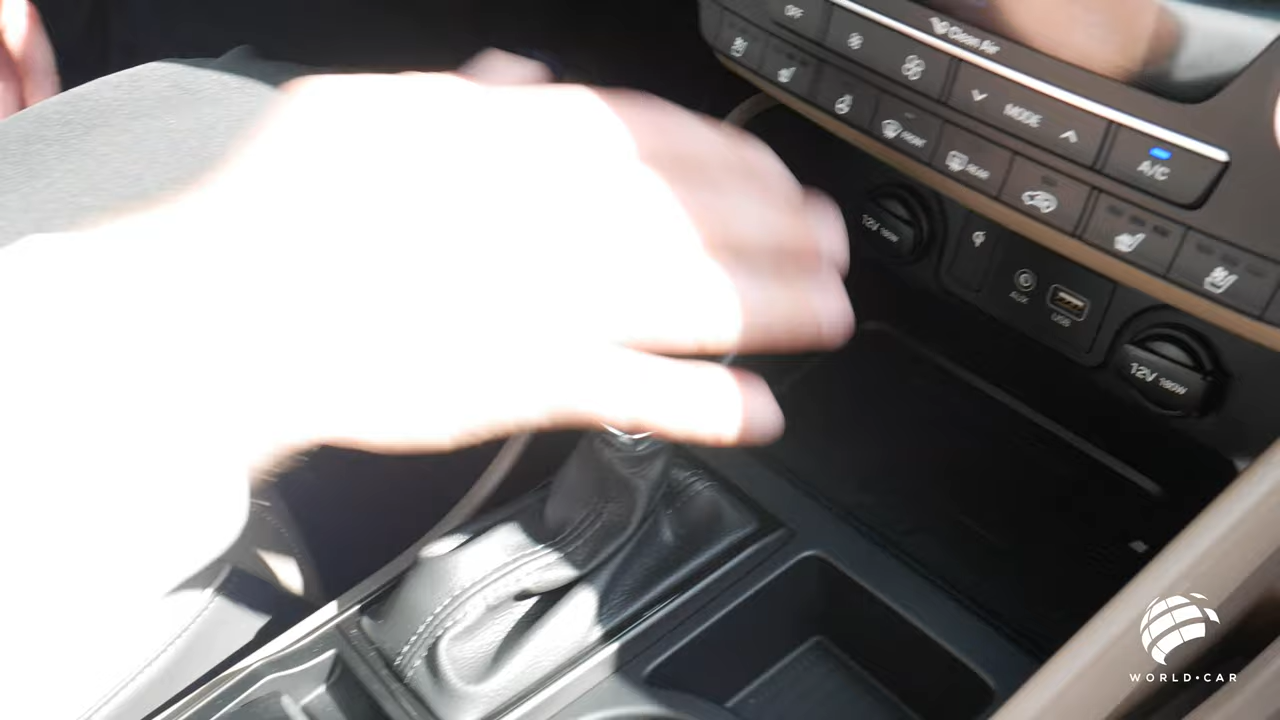 OFF
Clean Air
MODE
A/C
FRONT
REAR
12V 180W
AUX
USB
12V 180W
WORLD•CAR